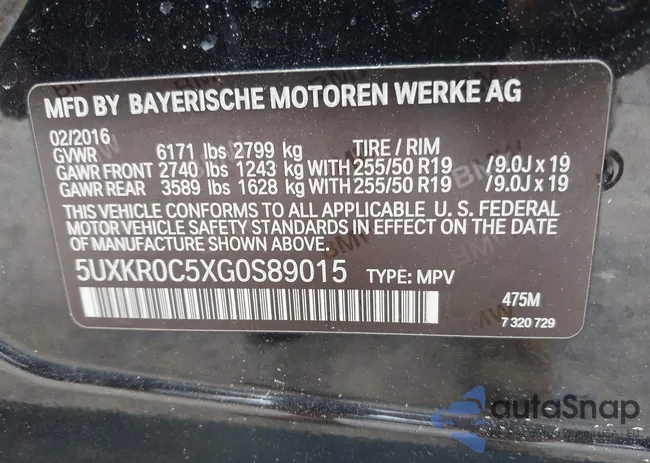 MFD BY BAYERISCHE MOTOREN WERKE AG
02/2016
GVWR 6171 lbs 2799 kg TIRE / RIM
GAWR FRONT 2740 lbs 1243 kg WITH 255/50 R19 /9.0J x 19
GAWR REAR 3589 lbs 1628 kg WITH 255/50 R19 /9.0J x 19
THIS VEHICLE CONFORMS TO ALL APPLICABLE U. S. FEDERAL
MOTOR VEHICLE SAFETY STANDARDS IN EFFECT ON THE DATE
OF MANUFACTURE SHOWN ABOVE.
5UXKR0C5XG0S89015 TYPE: MPV
475M
7 320 729
autoSnap